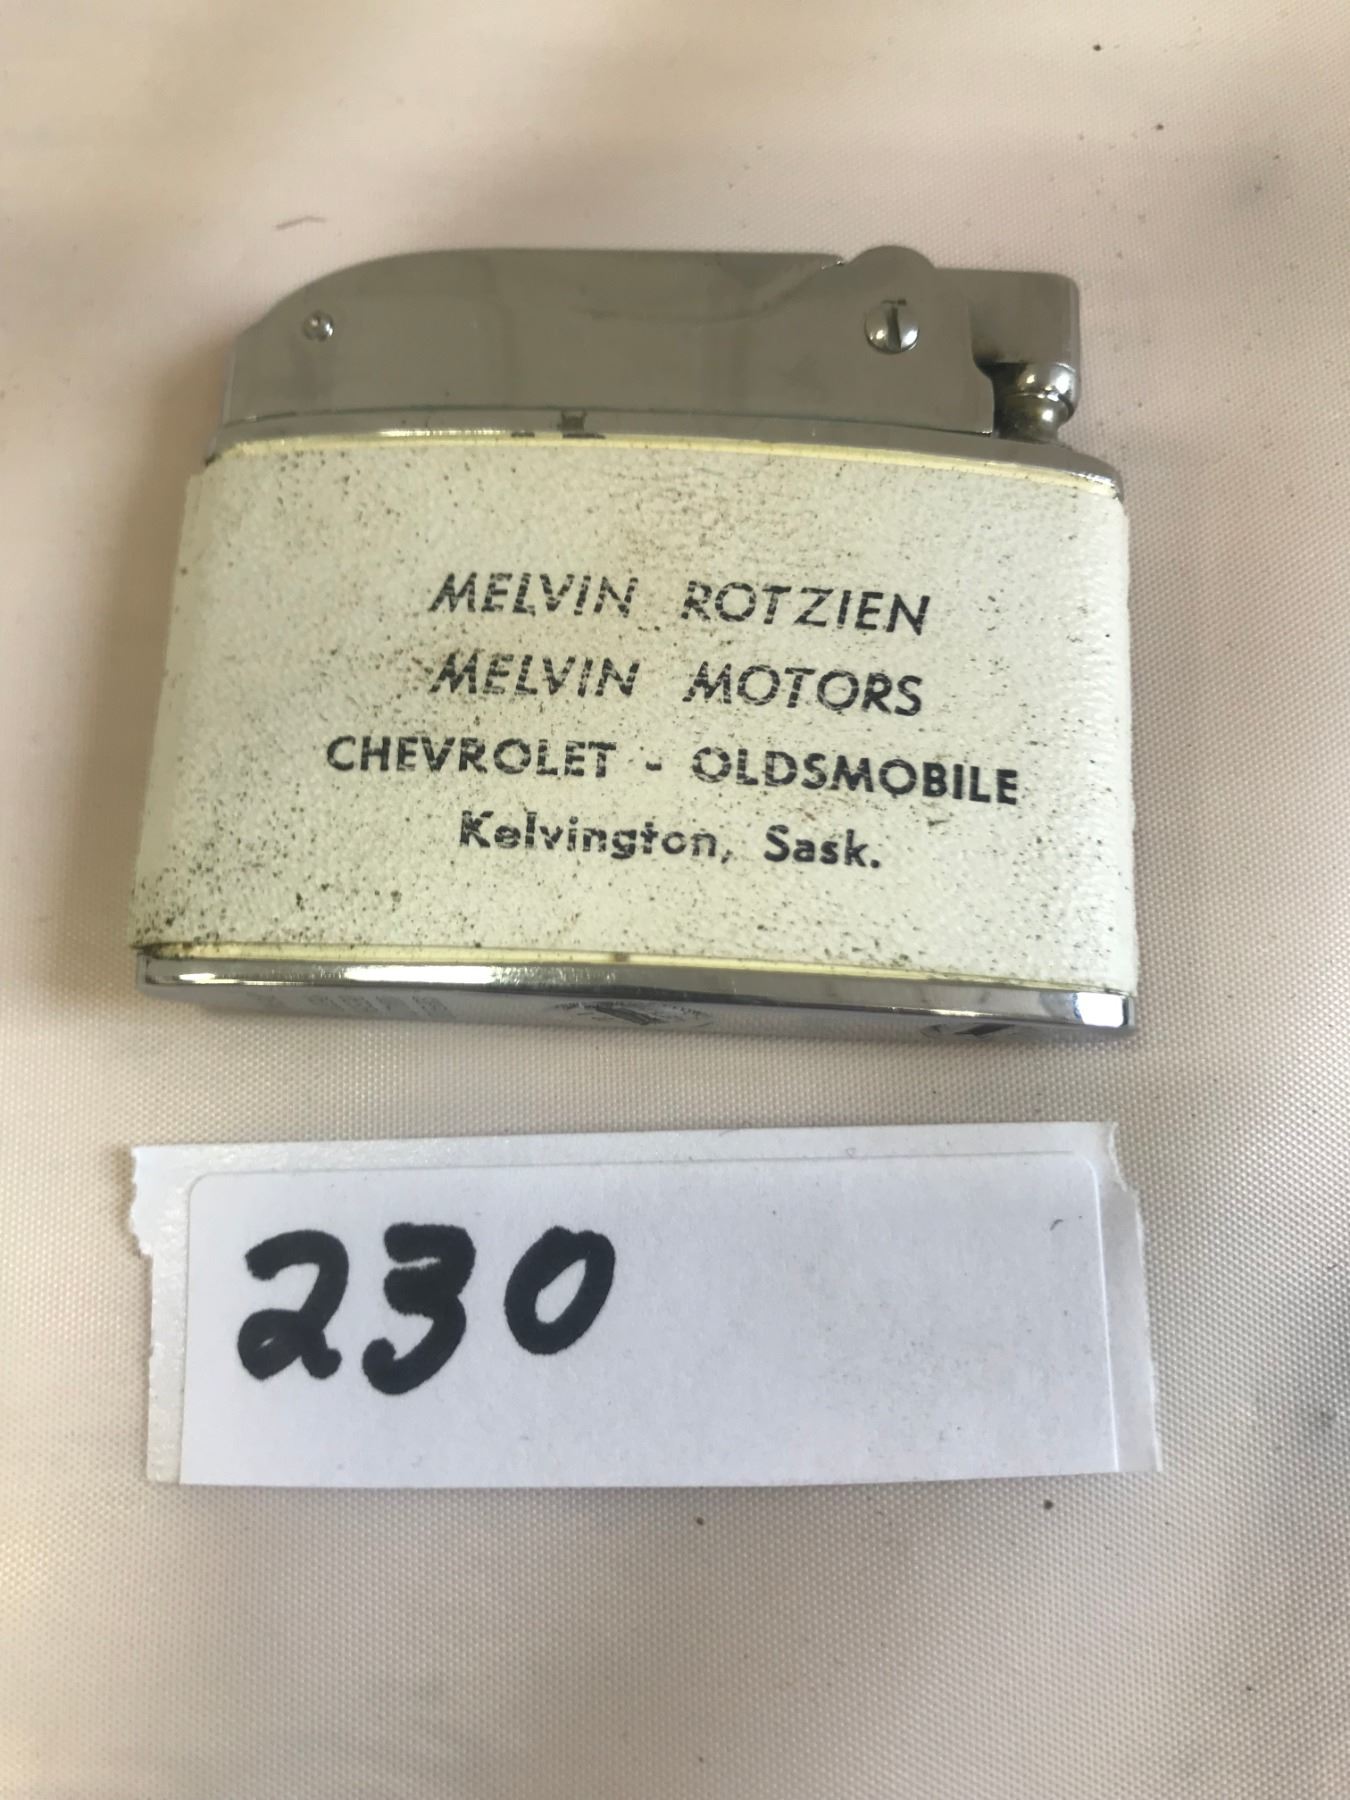 MELVIN ROTZIEN
MELVIN MOTORS
CHEVROLET - OLDSMOBILE
Kelvington, Sask.
230